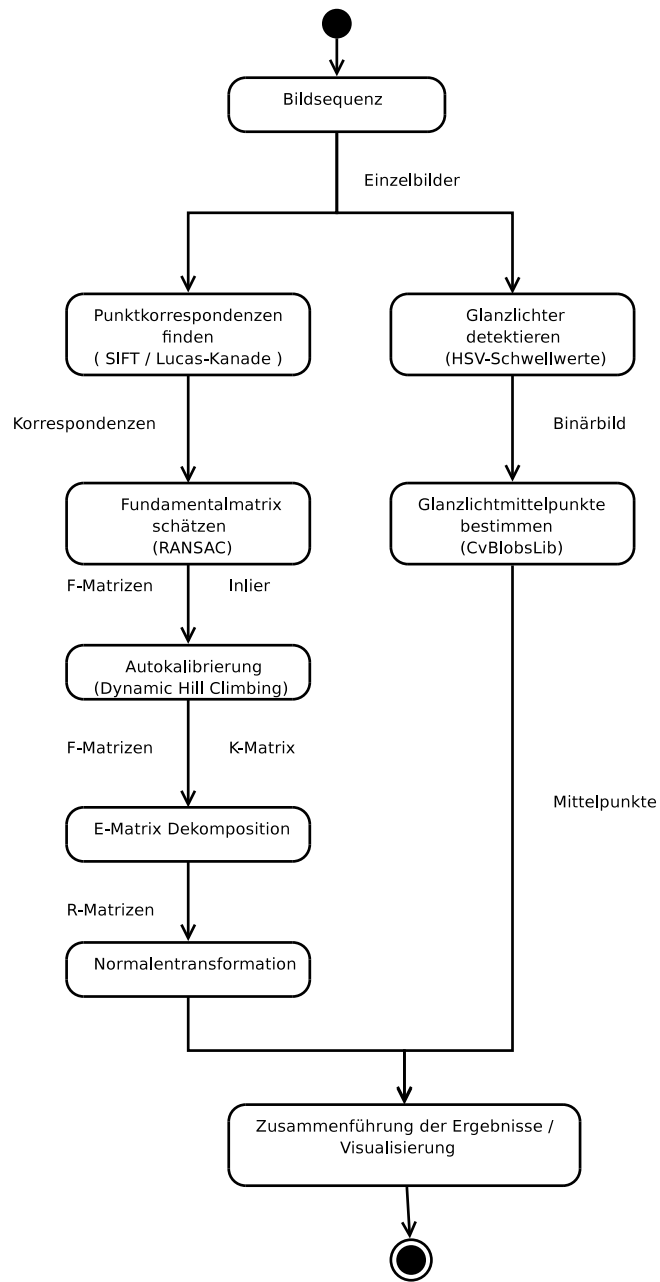 Bildsequenz
Einzelbilder
Punktkorrespondenzen
finden
( SIFT / Lucas-Kanade )
Glanzlichter
detektieren
(HSV-Schwellwerte)
Korrespondenzen
Binärbild
Fundamentalmatrix
schätzen
(RANSAC)
Glanzlichtmittelpunkte
bestimmen
(CvBlobsLib)
F-Matrizen
Inlier
Autokalibrierung
(Dynamic Hill Climbing)
F-Matrizen
K-Matrix
Mittelpunkte
E-Matrix Dekomposition
R-Matrizen
Normalentransformation
Zusammenführung der Ergebnisse /
Visualisierung